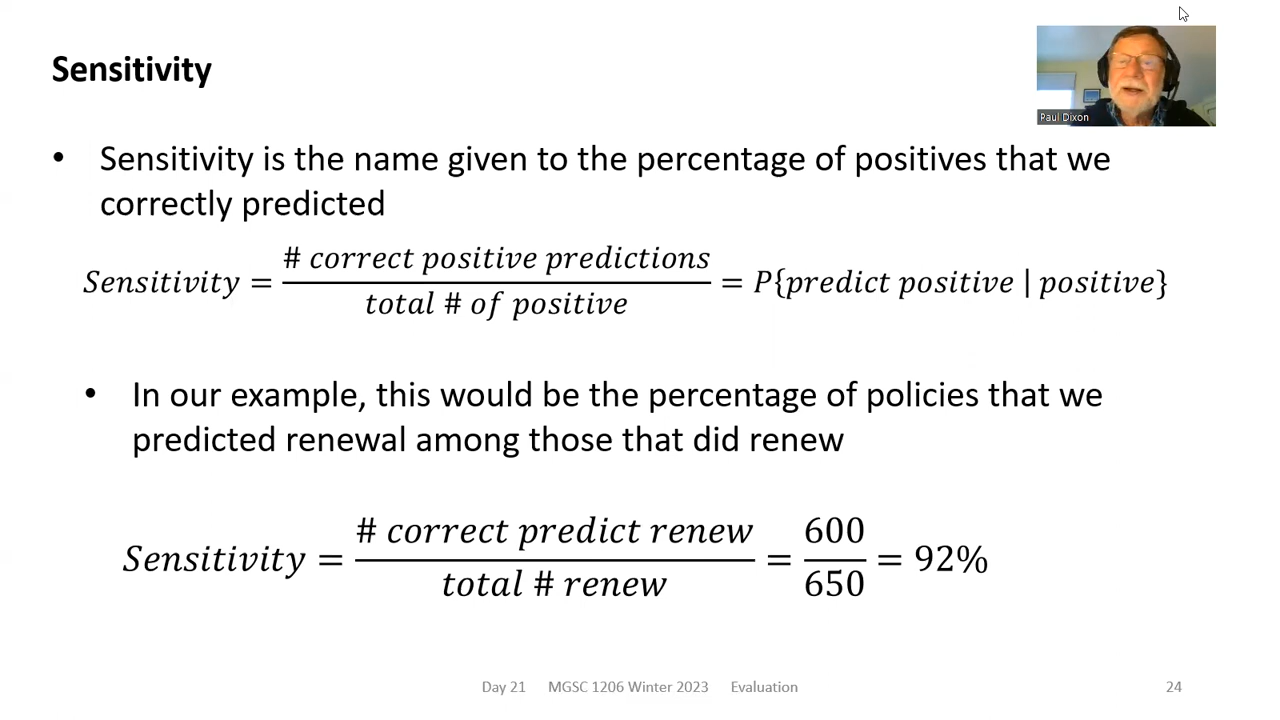 Sensitivity
Paul Dixon
• Sensitivity is the name given to the percentage of positives that we
correctly predicted
Sensitivity = # correct positive predictions / total # of positive = P{predict positive | positive}
• In our example, this would be the percentage of policies that we
predicted renewal among those that did renew
Sensitivity = # correct predict renew / total # renew = 600 / 650 = 92%
Day 21 MGSC 1206 Winter 2023 Evaluation 24